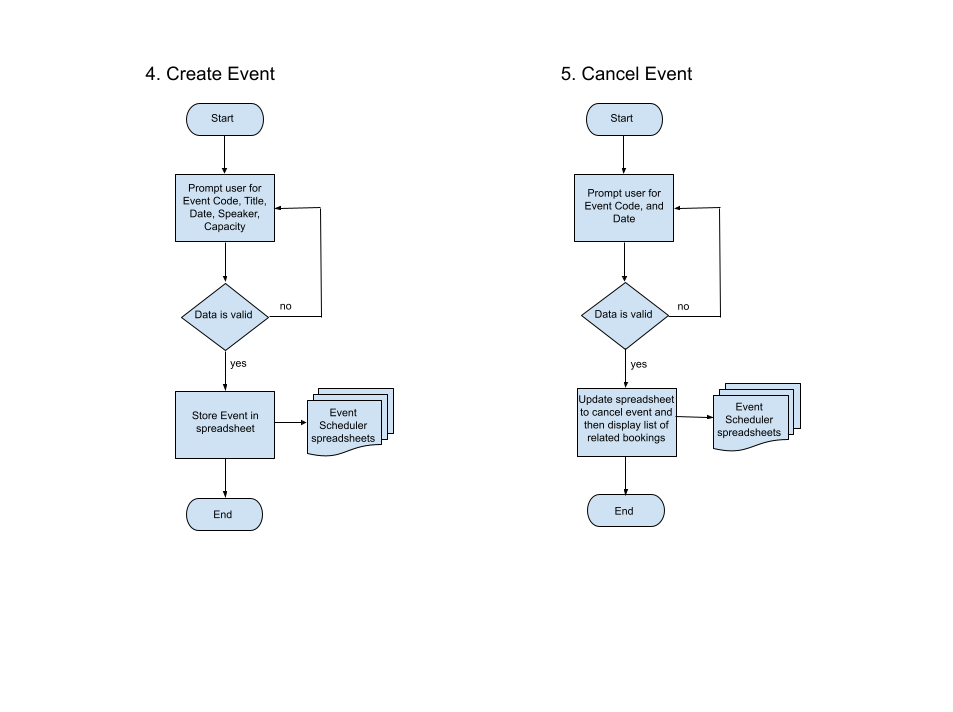 4. Create Event
Start
Prompt user for
Event Code, Title,
Date, Speaker,
Capacity
Data is valid
no
yes
Store Event in
spreadsheet
Event
Scheduler
spreadsheets
End
5. Cancel Event
Start
Prompt user for
Event Code, and
Date
Data is valid
no
yes
Update spreadsheet
to cancel event and
then display list of
related bookings
Event
Scheduler
spreadsheets
End